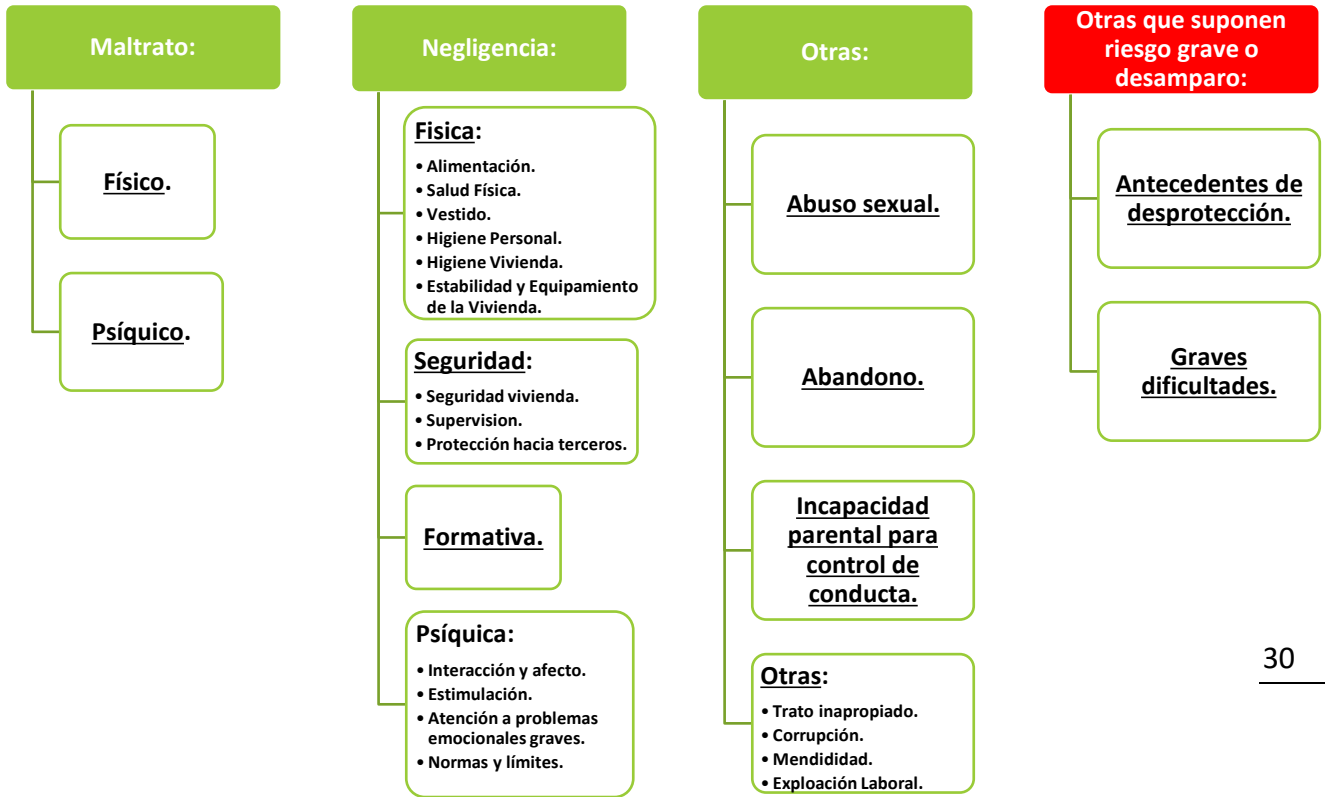 Maltrato:
Físico.
Psíquico.
Negligencia:
Fisica:
• Alimentación.
• Salud Física.
• Vestido.
• Higiene Personal.
• Higiene Vivienda.
• Estabilidad y Equipamiento
de la Vivienda.
Seguridad:
• Seguridad vivienda.
• Supervision.
• Protección hacia terceros.
Formativa.
Psíquica:
• Interacción y afecto.
• Estimulación.
• Atención a problemas
emocionales graves.
• Normas y límites.
Otras:
Abuso sexual.
Abandono.
Incapacidad
parental para
control de
conducta.
Otras:
• Trato inapropiado.
• Corrupción.
• Mendididad.
• Exploación Laboral.
Otras que suponen
riesgo grave o
desamparo:
Antecedentes de
desprotección.
Graves
dificultades.
30